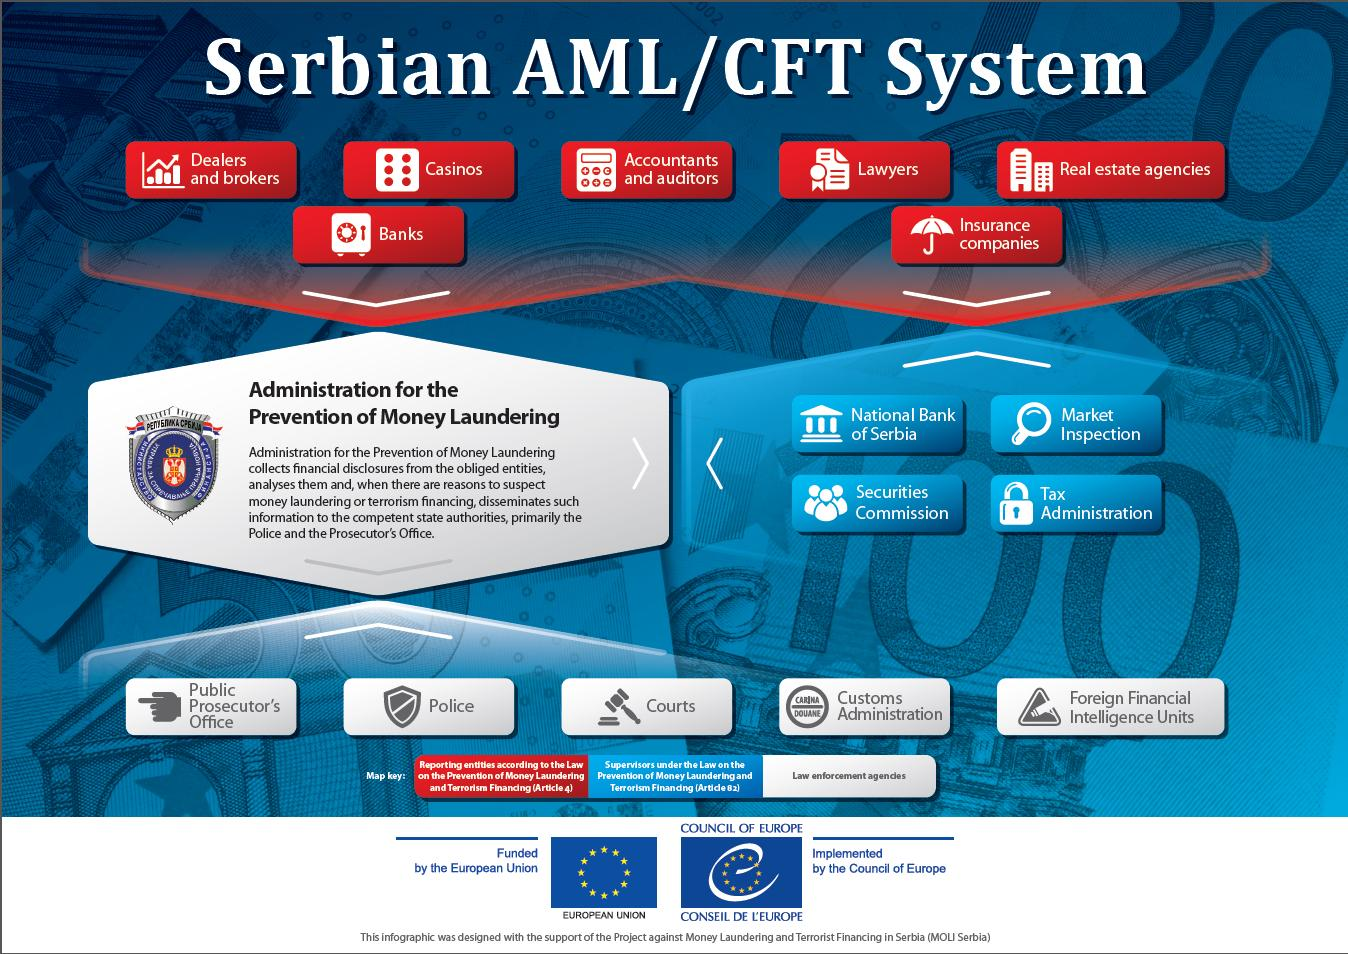 Serbian AML/CFT System
Dealers
and brokers
Casinos
Accountants
and auditors
Lawyers
Real estate agencies
Banks
Insurance
companies
Administration for the
Prevention of Money Laundering
Administration for the Prevention of Money Laundering
collects financial disclosures from the obliged entities,
analyses them and, when there are reasons to suspect
money laundering or terrorism financing, disseminates such
information to the competent state authorities, primarily the
Police and the Prosecutor's Office.
РЕПУБЛИКА СРБИЈА
National Bank
of Serbia
Market
Inspection
Securities
Commission
Tax
Administration
Public
Prosecutor's
Office
Police
Courts
CARINA
DOUANE
Customs
Administration
Foreign Financial
Intelligence Units
Map key:
Reporting entities according to the Law
on the Prevention of Money Laundering
and Terrorism Financing (Article 4)
Supervisors under the Law on the
Prevention of Money Laundering and
Terrorism Financing (Article 82)
Law enforcement agencies
Funded
by the European Union
EUROPEAN UNION
COUNCIL OF EUROPE
CONSEIL DE L'EUROPE
Implemented
by the Council of Europe
This infographic was designed with the support of the Project against Money Laundering and Terrorist Financing in Serbia (MOLI Serbia)